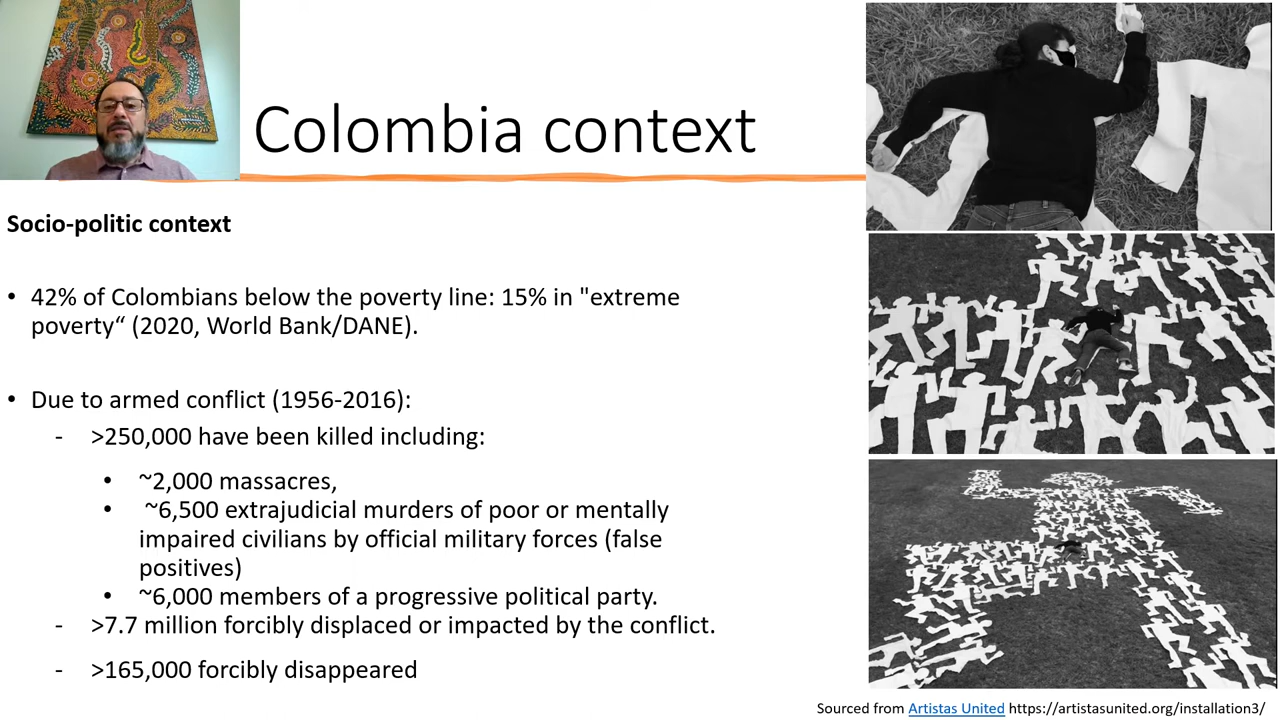 Colombia context
Socio-politic context
• 42% of Colombians below the poverty line: 15% in "extreme
poverty“ (2020, World Bank/DANE).
• Due to armed conflict (1956-2016):
- >250,000 have been killed including:
• ~2,000 massacres,
• ~6,500 extrajudicial murders of poor or mentally
impaired civilians by official military forces (false
positives)
• ~6,000 members of a progressive political party.
- >7.7 million forcibly displaced or impacted by the conflict.
- >165,000 forcibly disappeared
Sourced from Artistas United https://artistasunited.org/installation3/